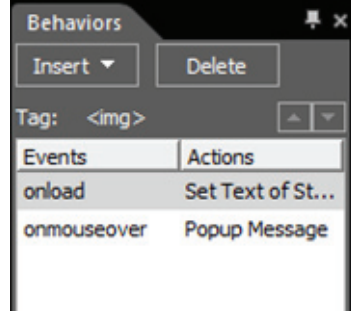 Behaviors
Insert Delete
Tag: <img>
Events Actions
onload Set Text of St...
onmouseover Popup Message